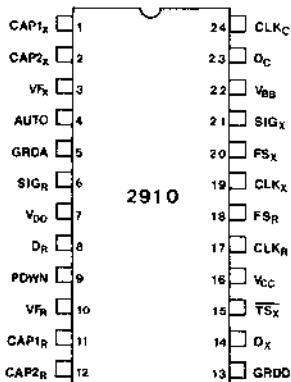 CAP1X 1 24 CLKC
CAP2X 2 23 DC
VFX 3 22 VBB
AUTO 4 21 SIGX
GRDA 5 20 FSX
SIGR 6 19 CLKX
2910
VDD 7 18 FSR
DR 8 17 CLKR
PDWN 9 16 VCC
VFR 10 15 TSX
CAP1R 11 14 DX
CAP2R 12 13 GRDD